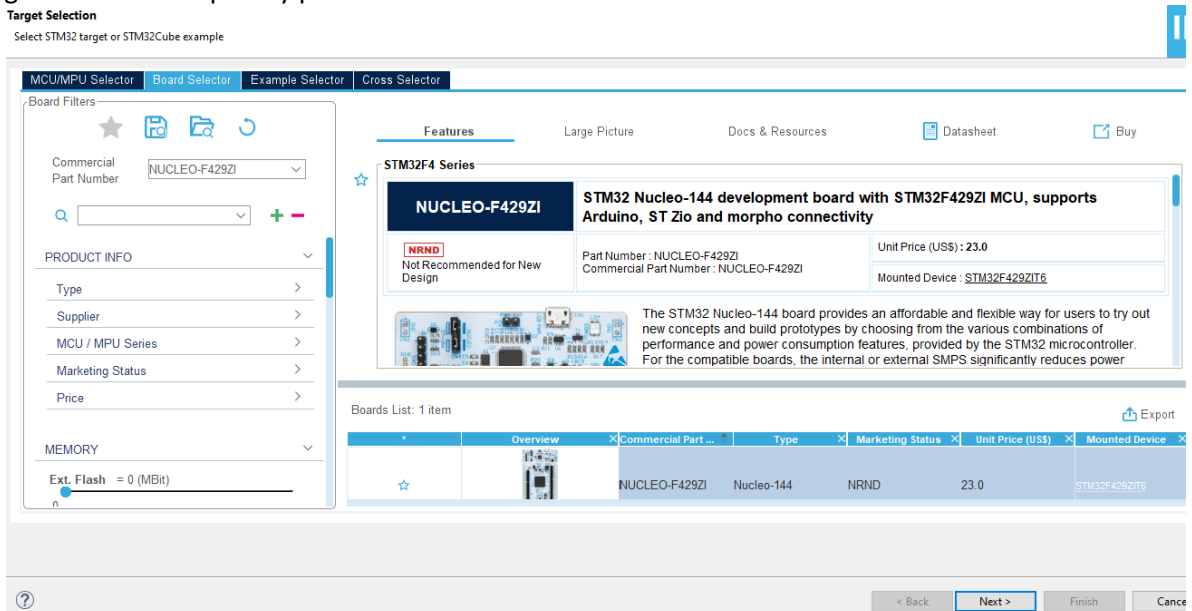 Target Selection
Select STM32 target or STM32Cube example
MCU/MPU Selector Board Selector Example Selector Cross Selector
Board Filters
Commercial Part Number NUCLEO-F429ZI
PRODUCT INFO
Type
Supplier
MCU / MPU Series
Marketing Status
Price
MEMORY
Ext. Flash = 0 (MBit)
Features Large Picture Docs & Resources Datasheet Buy
STM32F4 Series
NUCLEO-F429ZI
STM32 Nucleo-144 development board with STM32F429ZI MCU, supports
Arduino, ST Zio and morpho connectivity
NRND
Not Recommended for New
Design
Part Number : NUCLEO-F429ZI
Commercial Part Number : NUCLEO-F429ZI
Unit Price (US$) : 23.0
Mounted Device : STM32F429ZIT6
The STM32 Nucleo-144 board provides an affordable and flexible way for users to try out
new concepts and build prototypes by choosing from the various combinations of
performance and power consumption features, provided by the STM32 microcontroller.
For the compatible boards, the internal or external SMPS significantly reduces power
Boards List: 1 item
Export
* Overview Commercial Part ... Type Marketing Status Unit Price (US$) Mounted Device
NUCLEO-F429ZI Nucleo-144 NRND 23.0 STM32F429ZIT6
< Back Next > Finish Cance